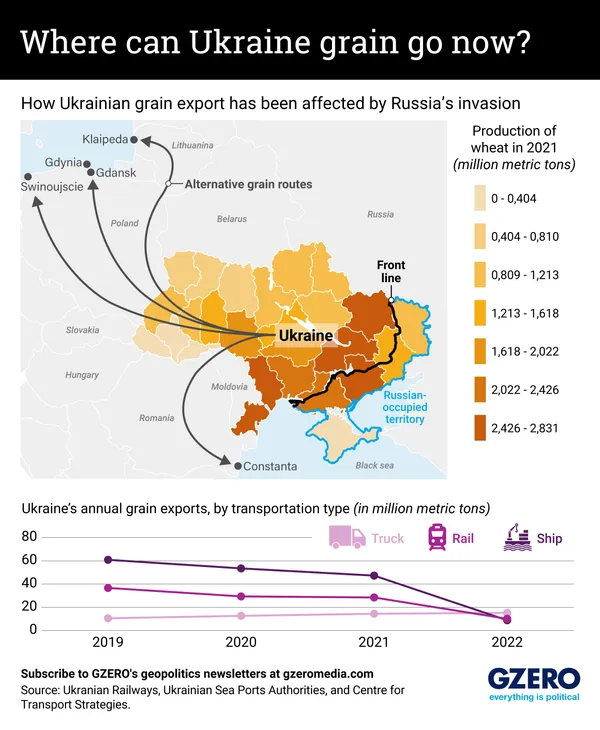 Where can Ukraine grain go now?
How Ukrainian grain export has been affected by Russia's invasion
Klaipeda
Lithuanina
Gdynia
Gdansk
Swinoujscie
Alternative grain routes
Poland
Belarus
Russia
Front
line
Ukraine
Slovakia
Hungary
Moldovia
Romania
Russian-
occupied
territory
Constanta
Black sea
Production of
wheat in 2021
(million metric tons)
0 - 0,404
0,404 - 0,810
0,809 - 1,213
1,213 - 1,618
1,618 - 2,022
2,022 - 2,426
2,426 - 2,831
Ukraine's annual grain exports, by transportation type (in million metric tons)
Truck
Rail
Ship
80
60
40
20
0
2019
2020
2021
2022
Subscribe to GZERO's geopolitics newsletters at gzeromedia.com
Source: Ukranian Railways, Ukrainian Sea Ports Authorities, and Centre for
Transport Strategies.
GZERO
everything is political